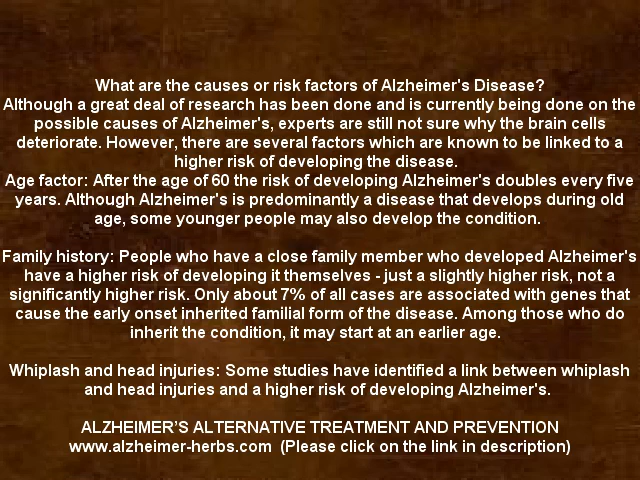 What are the causes or risk factors of Alzheimer's Disease?
Although a great deal of research has been done and is currently being done on the
possible causes of Alzheimer's, experts are still not sure why the brain cells
deteriorate. However, there are several factors which are known to be linked to a
higher risk of developing the disease.
Age factor: After the age of 60 the risk of developing Alzheimer's doubles every five
years. Although Alzheimer's is predominantly a disease that develops during old
age, some younger people may also develop the condition.
Family history: People who have a close family member who developed Alzheimer's
have a higher risk of developing it themselves - just a slightly higher risk, not a
significantly higher risk. Only about 7% of all cases are associated with genes that
cause the early onset inherited familial form of the disease. Among those who do
inherit the condition, it may start at an earlier age.
Whiplash and head injuries: Some studies have identified a link between whiplash
and head injuries and a higher risk of developing Alzheimer's.
ALZHEIMER’S ALTERNATIVE TREATMENT AND PREVENTION
www.alzheimer-herbs.com (Please click on the link in description)